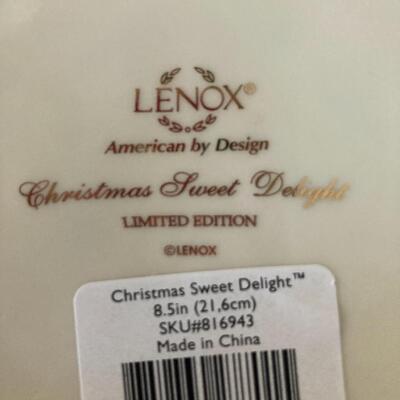 LENOX®
American by Design
Christmas Sweet Delight
LIMITED EDITION
©LENOX
Christmas Sweet Delight™
8.5in (21,6cm)
SKU#816943
Made in China